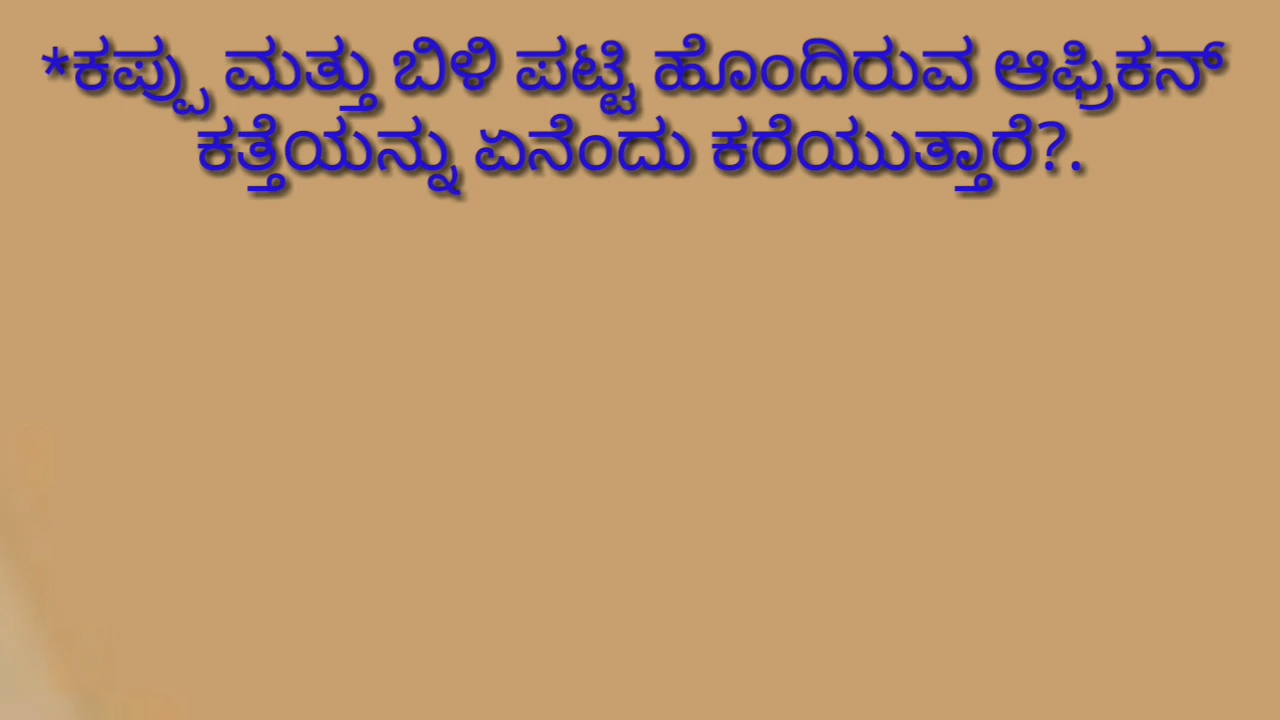 *ಕಪ್ಪು ಮತ್ತು ಬಿಳಿ ಪಟ್ಟಿ ಹೊಂದಿರುವ ಆಫ್ರಿಕನ್
ಕತ್ತೆಯನ್ನು ಏನೆಂದು ಕರೆಯುತ್ತಾರೆ?.